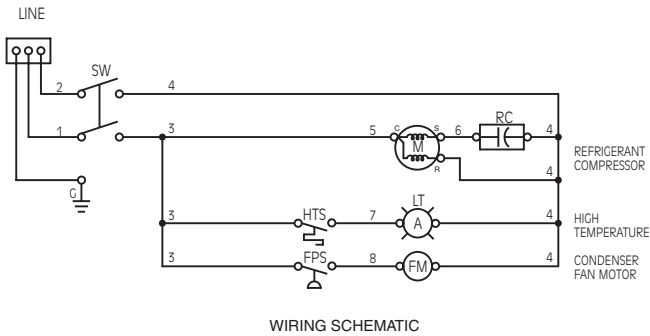 LINE
SW
2
4
1
3
5
C
S
M
R
6
RC
4
REFRIGERANT
COMPRESSOR
4
G
3
HTS
7
LT
A
4
HIGH
TEMPERATURE
3
FPS
8
FM
4
CONDENSER
FAN MOTOR
WIRING SCHEMATIC